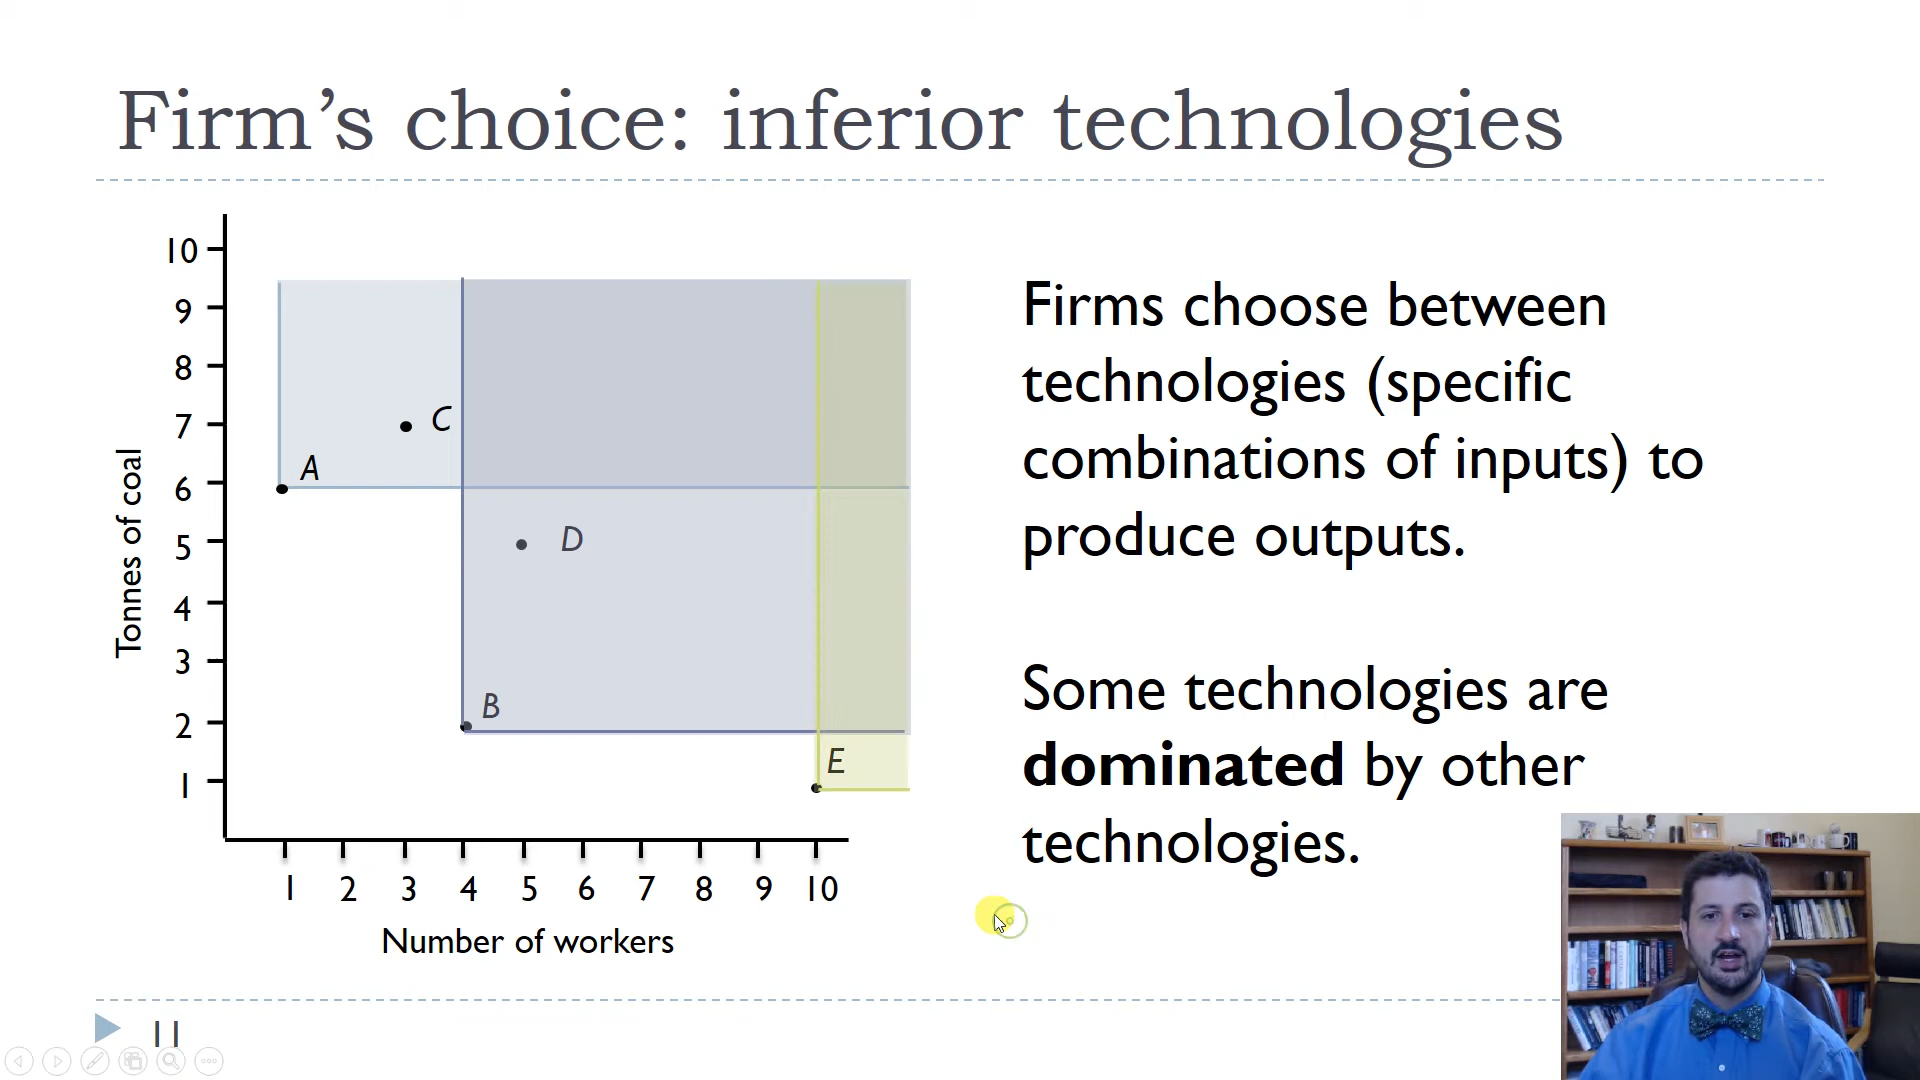 Firm's choice: inferior technologies
10
9
8
7
6
5
4
3
2
1
Tonnes of coal
C
A
D
B
E
1 2 3 4 5 6 7 8 9 10
Number of workers
Firms choose between
technologies (specific
combinations of inputs) to
produce outputs.
Some technologies are
dominated by other
technologies.
11